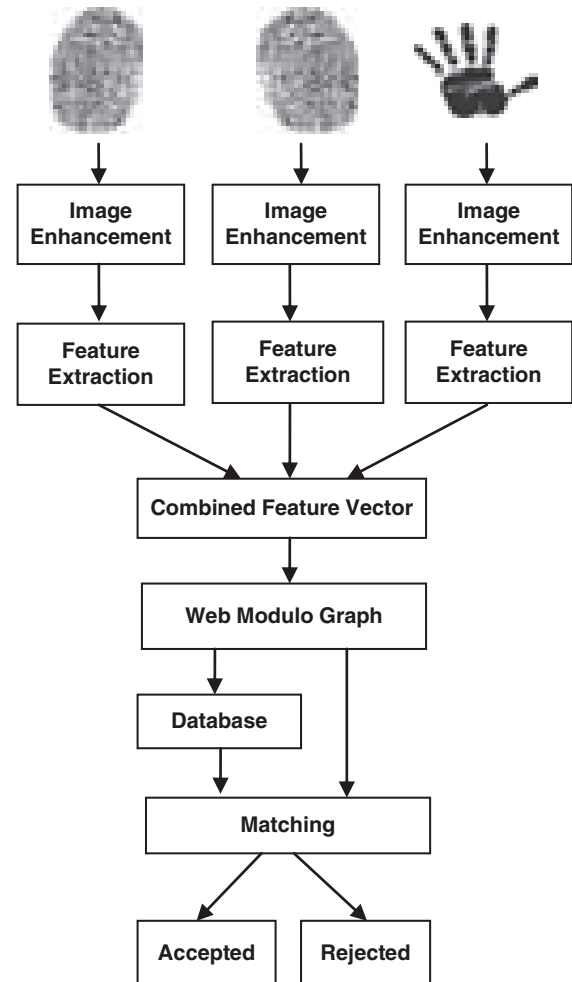 Image
Enhancement
Image
Enhancement
Image
Enhancement
Feature
Extraction
Feature
Extraction
Feature
Extraction
Combined Feature Vector
Web Modulo Graph
Database
Matching
Accepted
Rejected